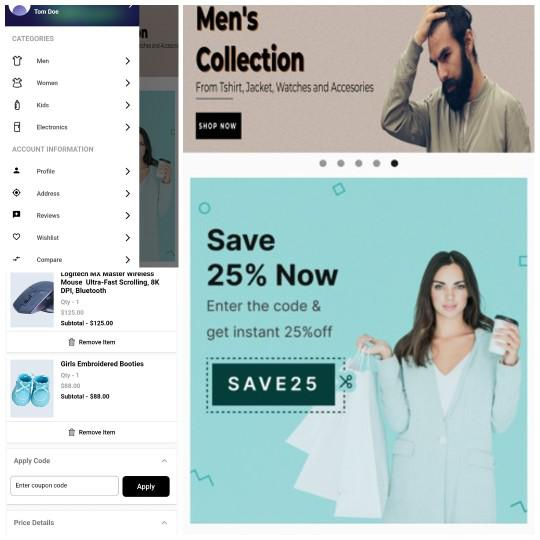 Tom Doe
CATEGORIES
Men
Women
Kids
Electronics
ACCOUNT INFORMATION
Profile
Address
Reviews
Wishlist
Compare
Logitech MX Master Wireless
Mouse Ultra-Fast Scrolling, 8K
DPI, Bluetooth
Qty - 1
$125.00
Subtotal - $125.00
Remove Item
Girls Embroidered Booties
Qty - 1
$88.00
Subtotal - $88.00
Remove Item
Apply Code
Enter coupon code
Apply
Price Details
Men's
Collection
From Tshirt, Jacket, Watches and Accesories
SHOP NOW
Save
25% Now
Enter the code &
get instant 25%off
SAVE25